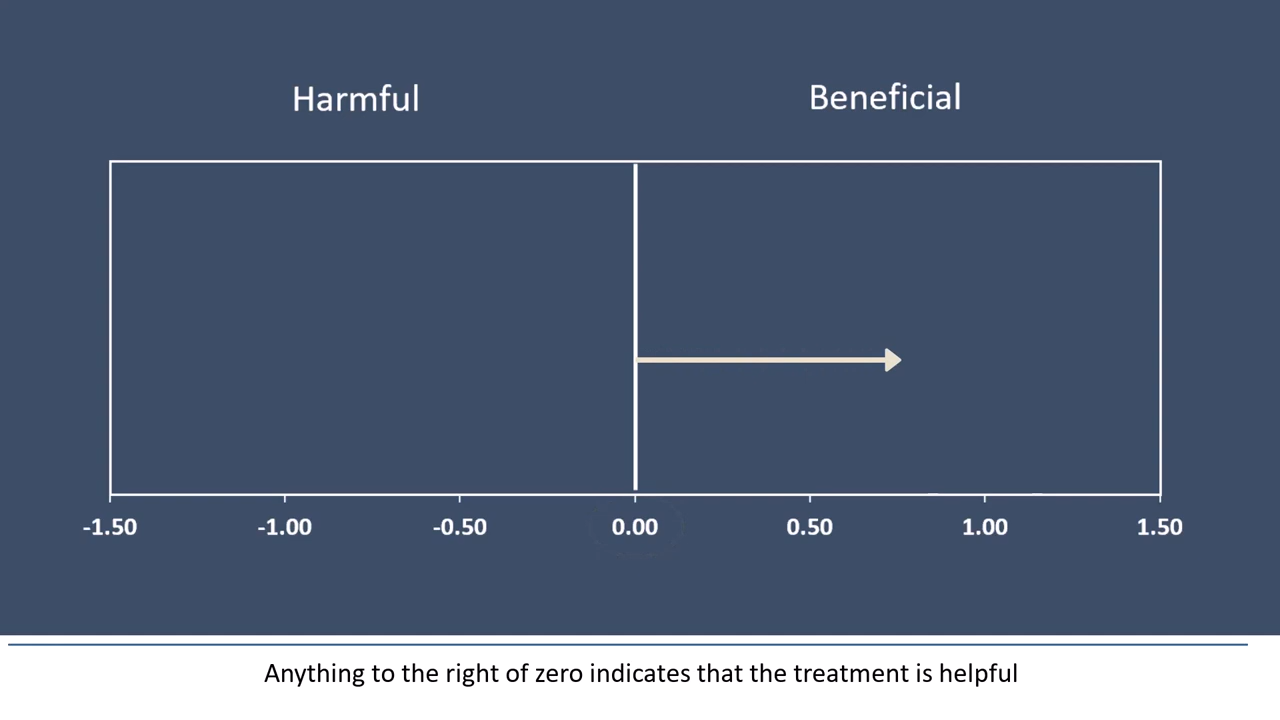 Harmful Beneficial
-1.50 -1.00 -0.50 0.00 0.50 1.00 1.50
Anything to the right of zero indicates that the treatment is helpful